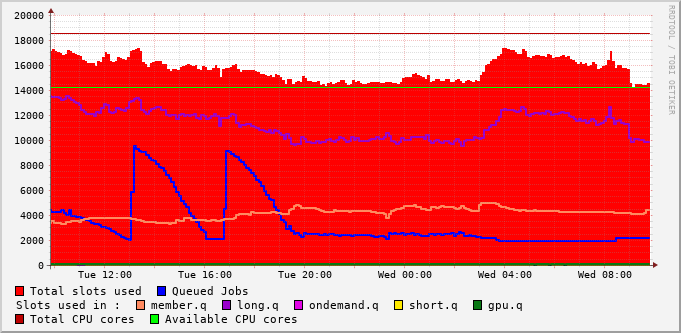 20000
18000
16000
14000
12000
10000
8000
6000
4000
2000
0
Tue 12:00 Tue 16:00 Tue 20:00 Wed 00:00 Wed 04:00 Wed 08:00
RRDTOOL / TOBI OETIKER
Total slots used Queued Jobs
Slots used in : member.q long.q ondemand.q short.q gpu.q
Total CPU cores Available CPU cores